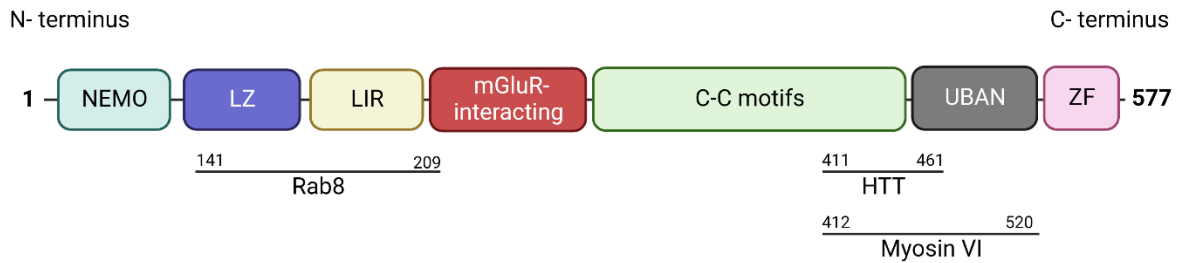 N- terminus C- terminus
1 NEMO LZ LIR mGluR-
interacting C-C motifs UBAN ZF 577
141 209 411 461
Rab8 HTT
412 520
Myosin VI